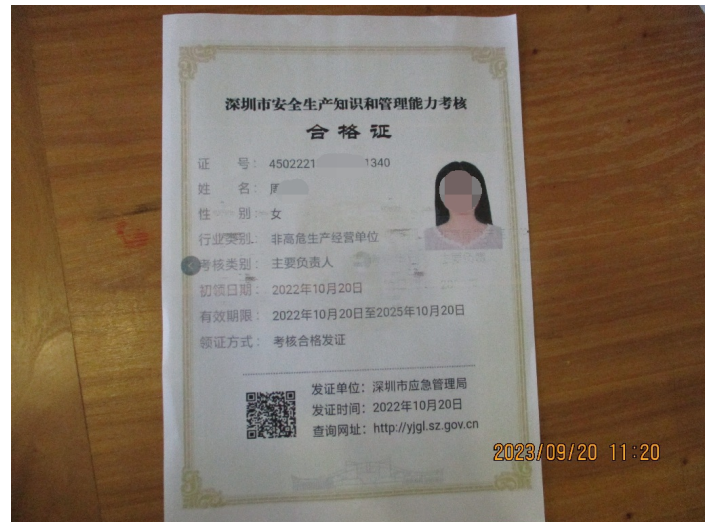 深圳市安全生产知识和管理能力考核
合格证
证 号: 4502221 1340
姓 名:
性 别: 女
行业类别: 非高危生产经营单位
考核类别: 主要负责人
初领日期: 2022年10月20日
有效期限: 2022年10月20日至2025年10月20日
领证方式: 考核合格发证
发证单位: 深圳市应急管理局
发证时间: 2022年10月20日
查询网址: http://yjgl.sz.gov.cn
2023/09/20 11:20